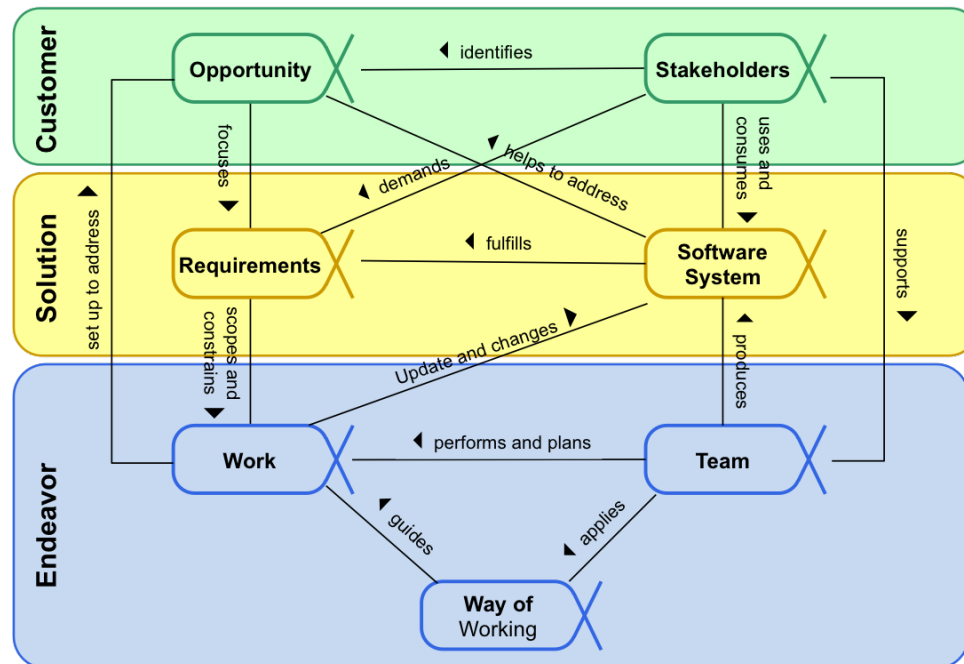 Customer
Opportunity
identifies
Stakeholders
focuses
demands
helps to address
uses and
consumes
Solution
set up to address
Requirements
fulfills
Software
System
supports
scopes and
constrains
Update and changes
produces
Endeavor
Work
performs and plans
Team
guides
applies
Way of
Working